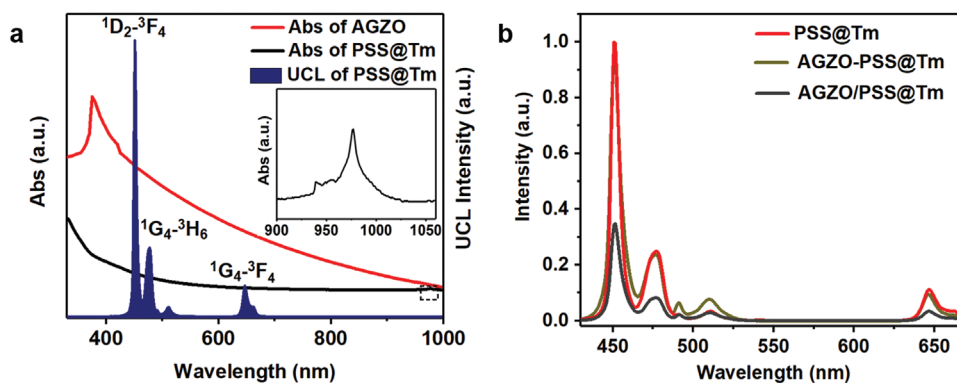 a
¹D₂-³F₄
Abs of AGZO
Abs of PSS@Tm
UCL of PSS@Tm
¹G₄-³H₆
¹G₄-³F₄
Abs (a.u.)
UCL Intensity (a.u.)
Abs (a.u.)
900 950 1000 1050
400 600 800 1000
Wavelength (nm)
b
PSS@Tm
AGZO-PSS@Tm
AGZO/PSS@Tm
Intensity (a.u.)
1.0
0.8
0.6
0.4
0.2
0.0
450 500 550 600 650
Wavelength (nm)